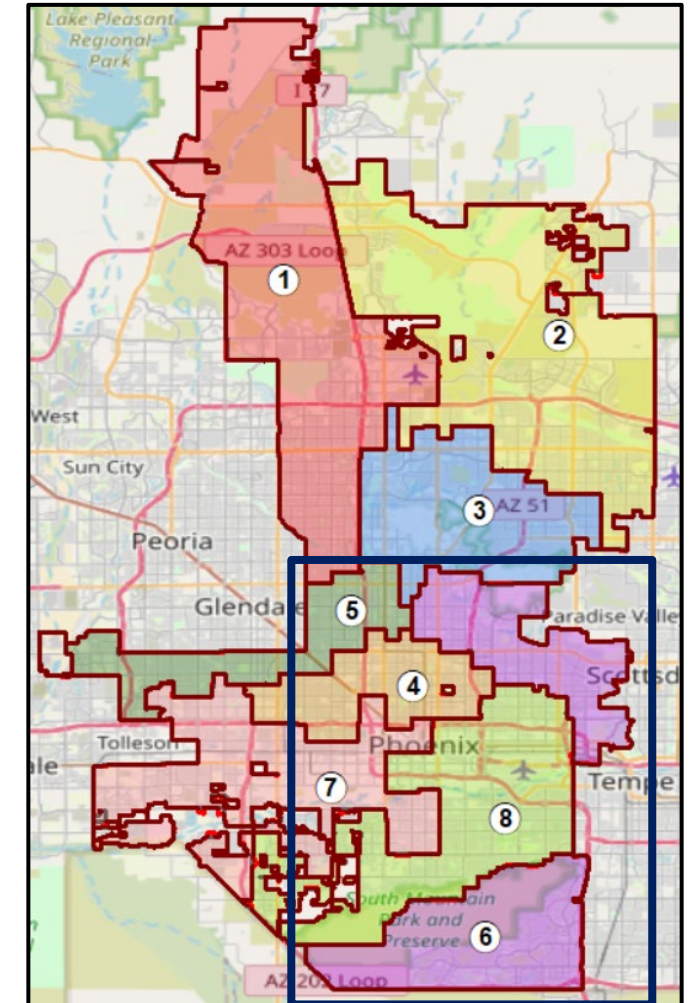 Lake Pleasant
Regional
Park
I 7
AZ 303 Loop
1
2
West
Sun City
3
AZ 51
Peoria
Glendale
5
Paradise Valle
4
Scottsd
Tolleson
Phoenix
ale
7
Tempe
8
South Mountain
Park and
Preserve
6
AZ 202 Loop